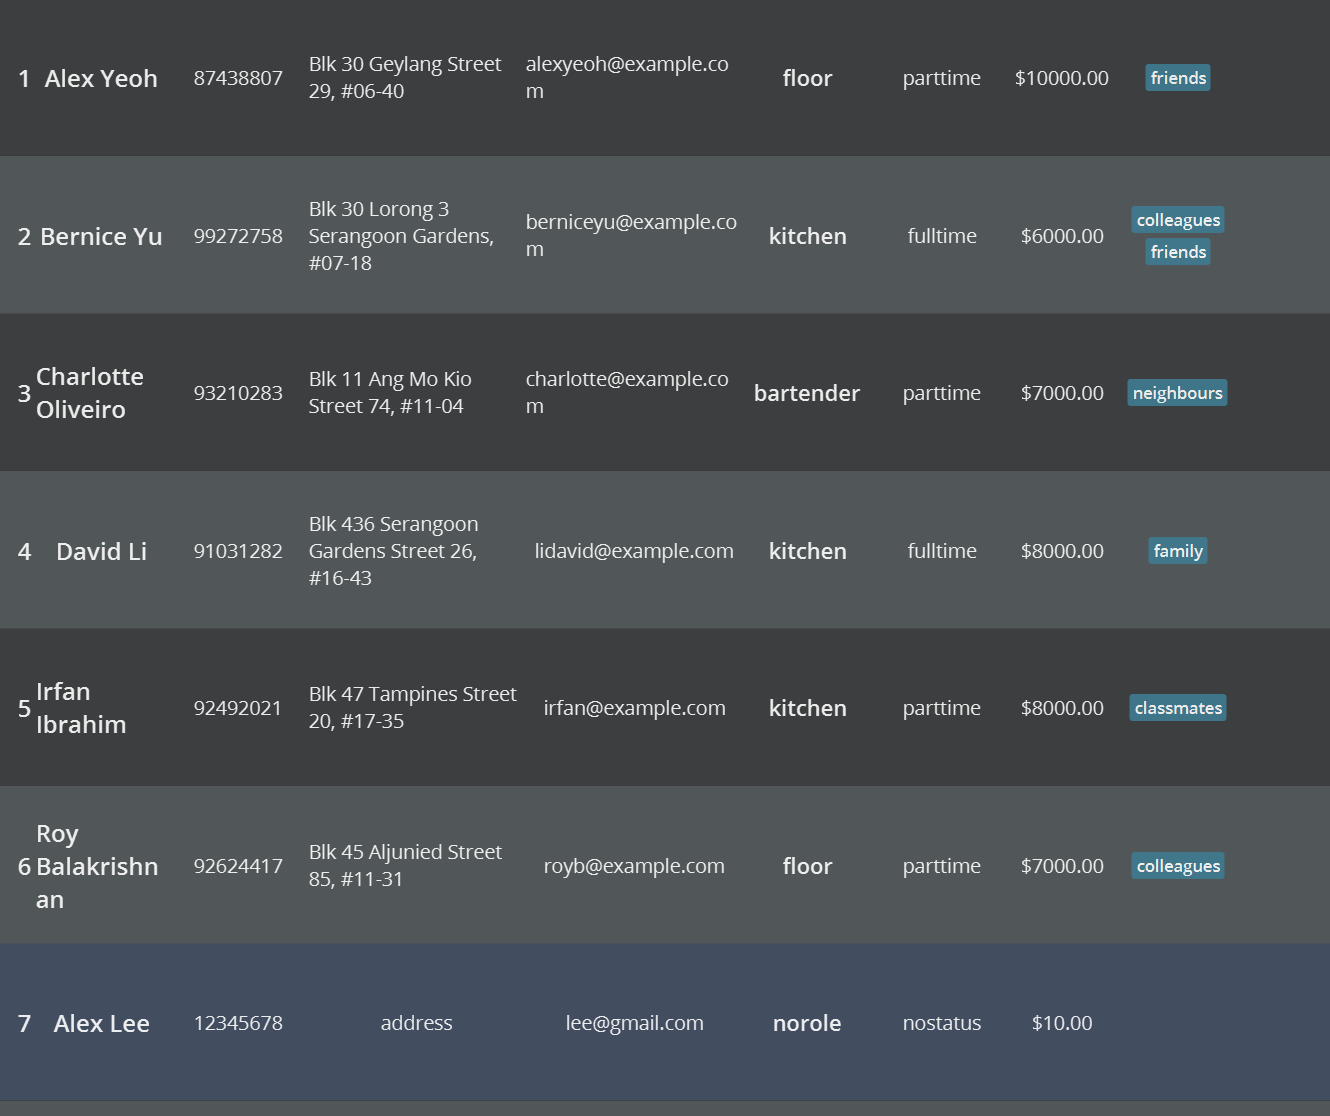 1 Alex Yeoh 87438807 Blk 30 Geylang Street 29, #06-40 alexyeoh@example.co
m floor parttime $10000.00 friends
2 Bernice Yu 99272758 Blk 30 Lorong 3
Serangoon Gardens,
#07-18 berniceyu@example.co
m kitchen fulltime $6000.00 colleagues
friends
3 Charlotte
Oliveiro 93210283 Blk 11 Ang Mo Kio
Street 74, #11-04 charlotte@example.co
m bartender parttime $7000.00 neighbours
4 David Li 91031282 Blk 436 Serangoon
Gardens Street 26,
#16-43 lidavid@example.com kitchen fulltime $8000.00 family
5 Irfan
Ibrahim 92492021 Blk 47 Tampines Street
20, #17-35 irfan@example.com kitchen parttime $8000.00 classmates
6 Roy
Balakrishn
an 92624417 Blk 45 Aljunied Street
85, #11-31 royb@example.com floor parttime $7000.00 colleagues
7 Alex Lee 12345678 address lee@gmail.com norole nostatus $10.00